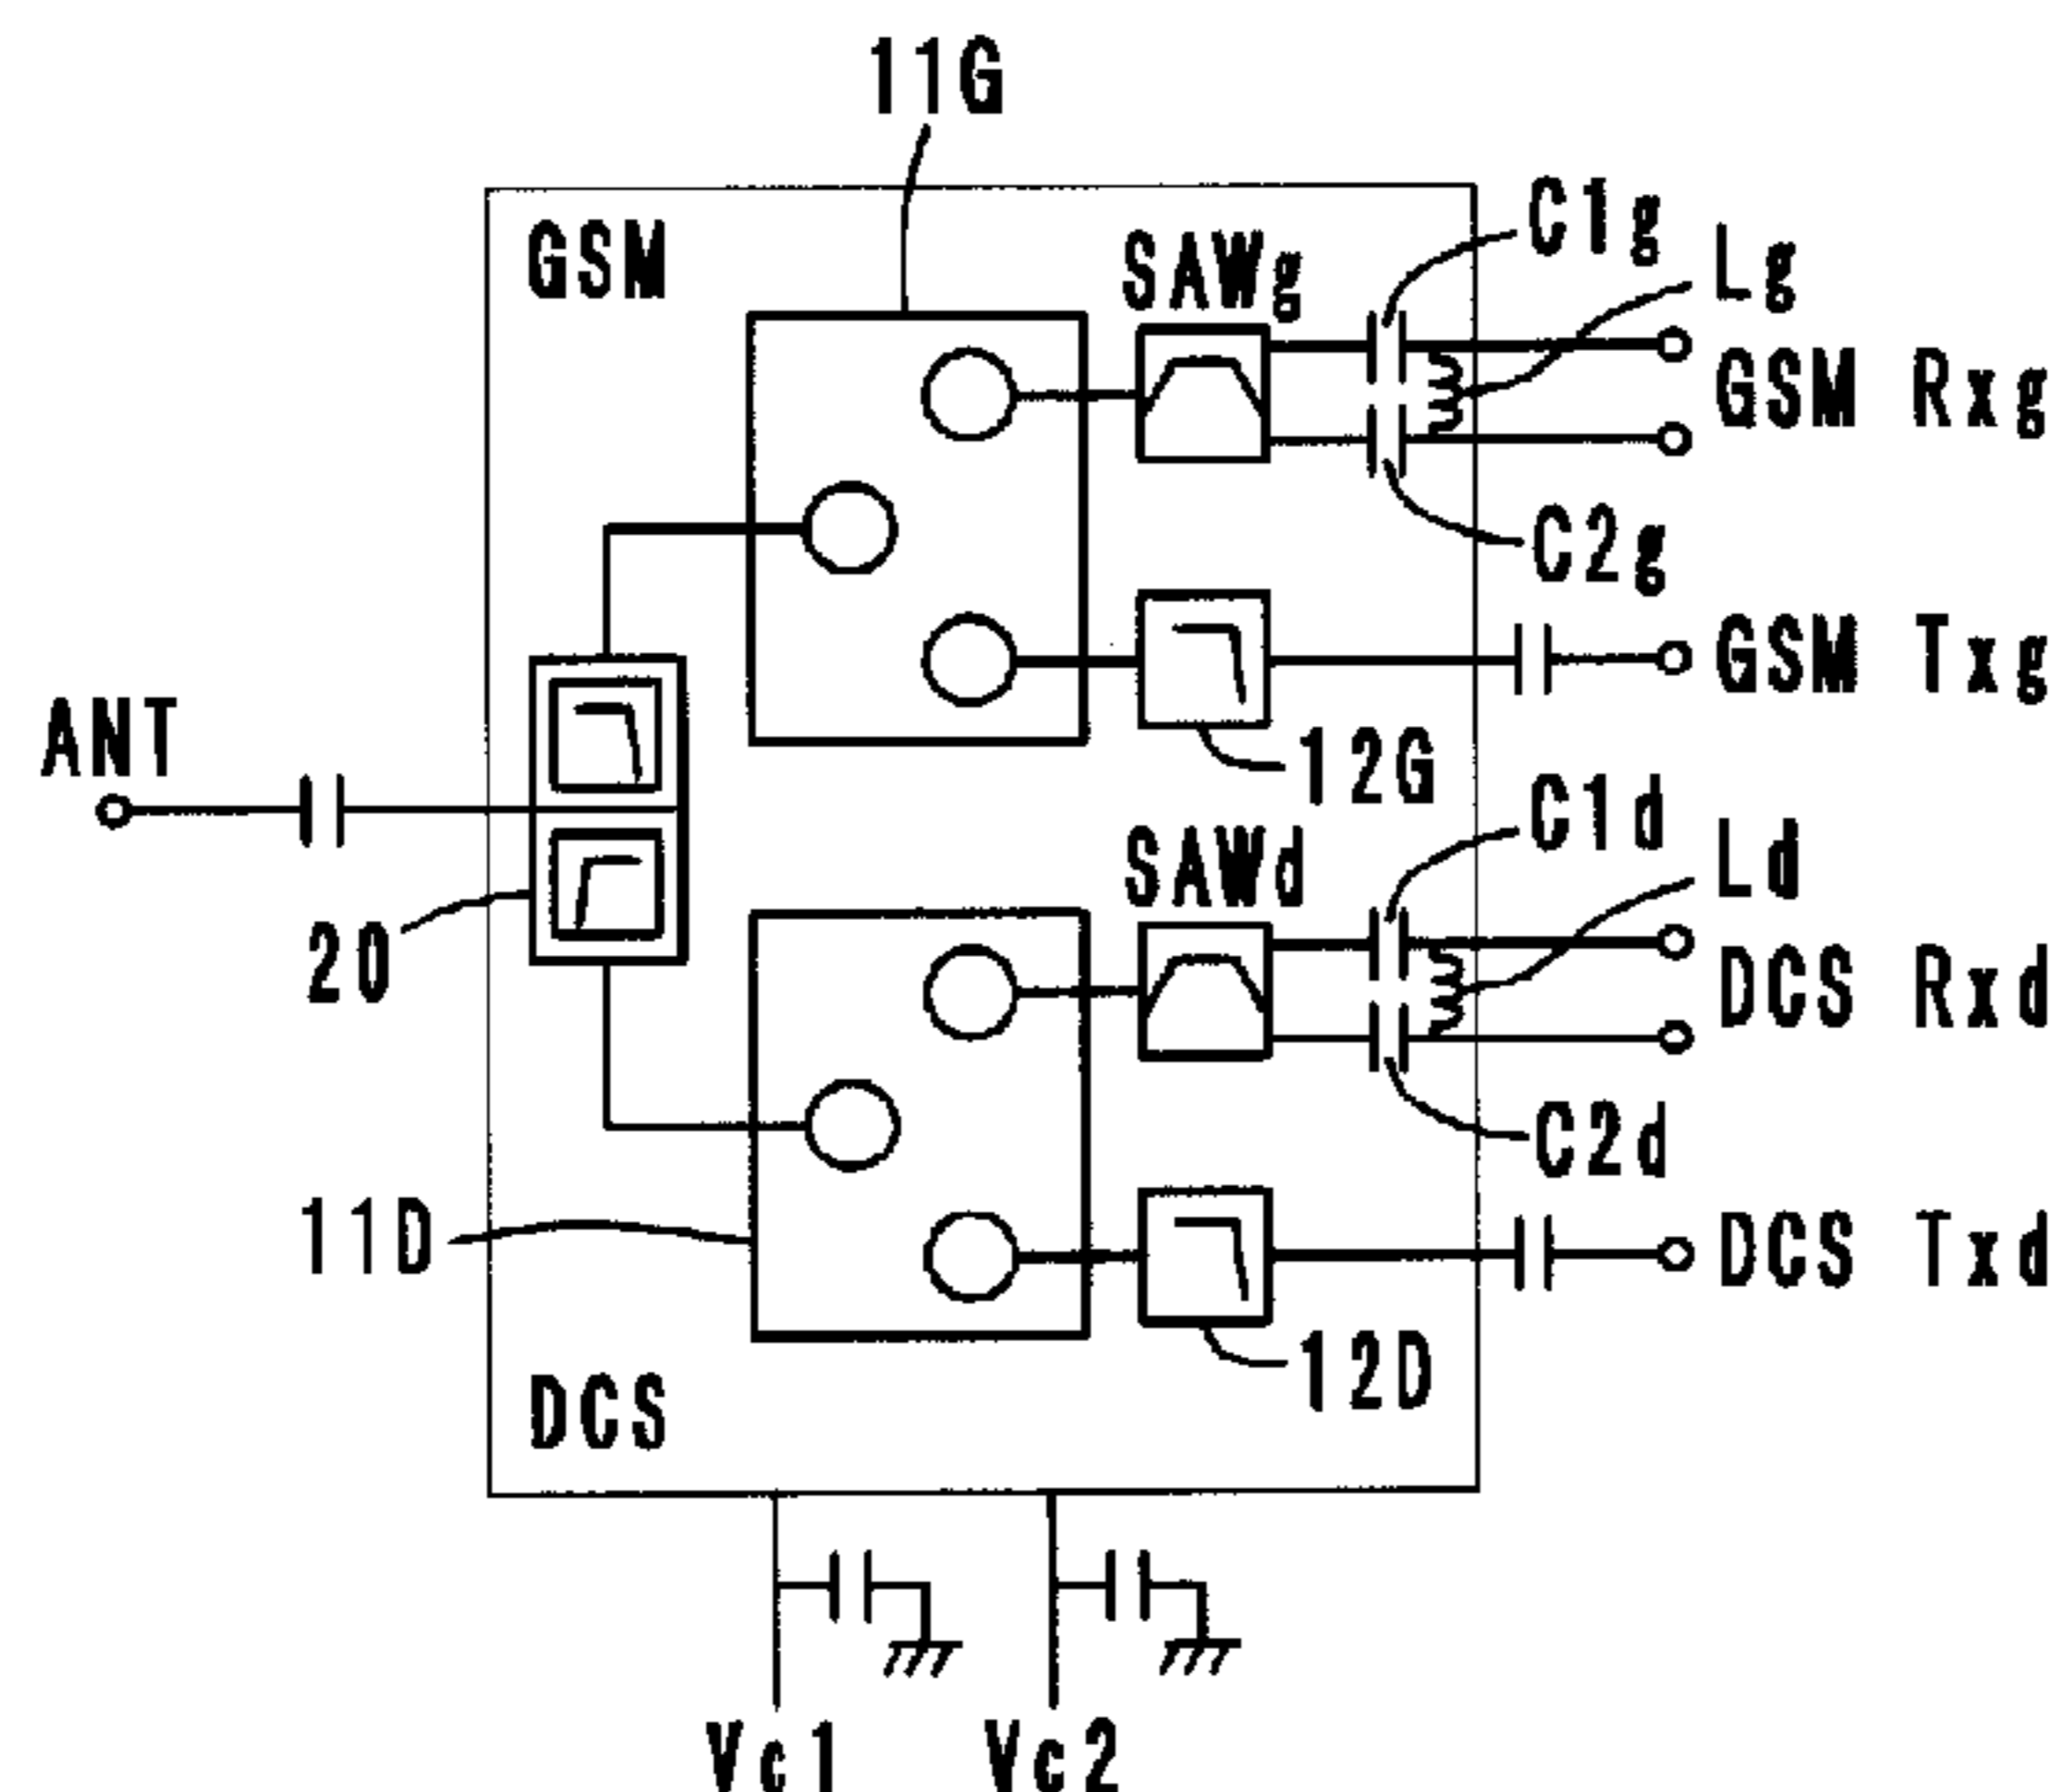 11G
GSM
SAWg
C1g
Lg
GSM Rxg
C2g
GSM Txg
ANT
12G
C1d
SAWd
Ld
20
DCS Rxd
C2d
11D
DCS Txd
12D
DCS
Vc1
Vc2